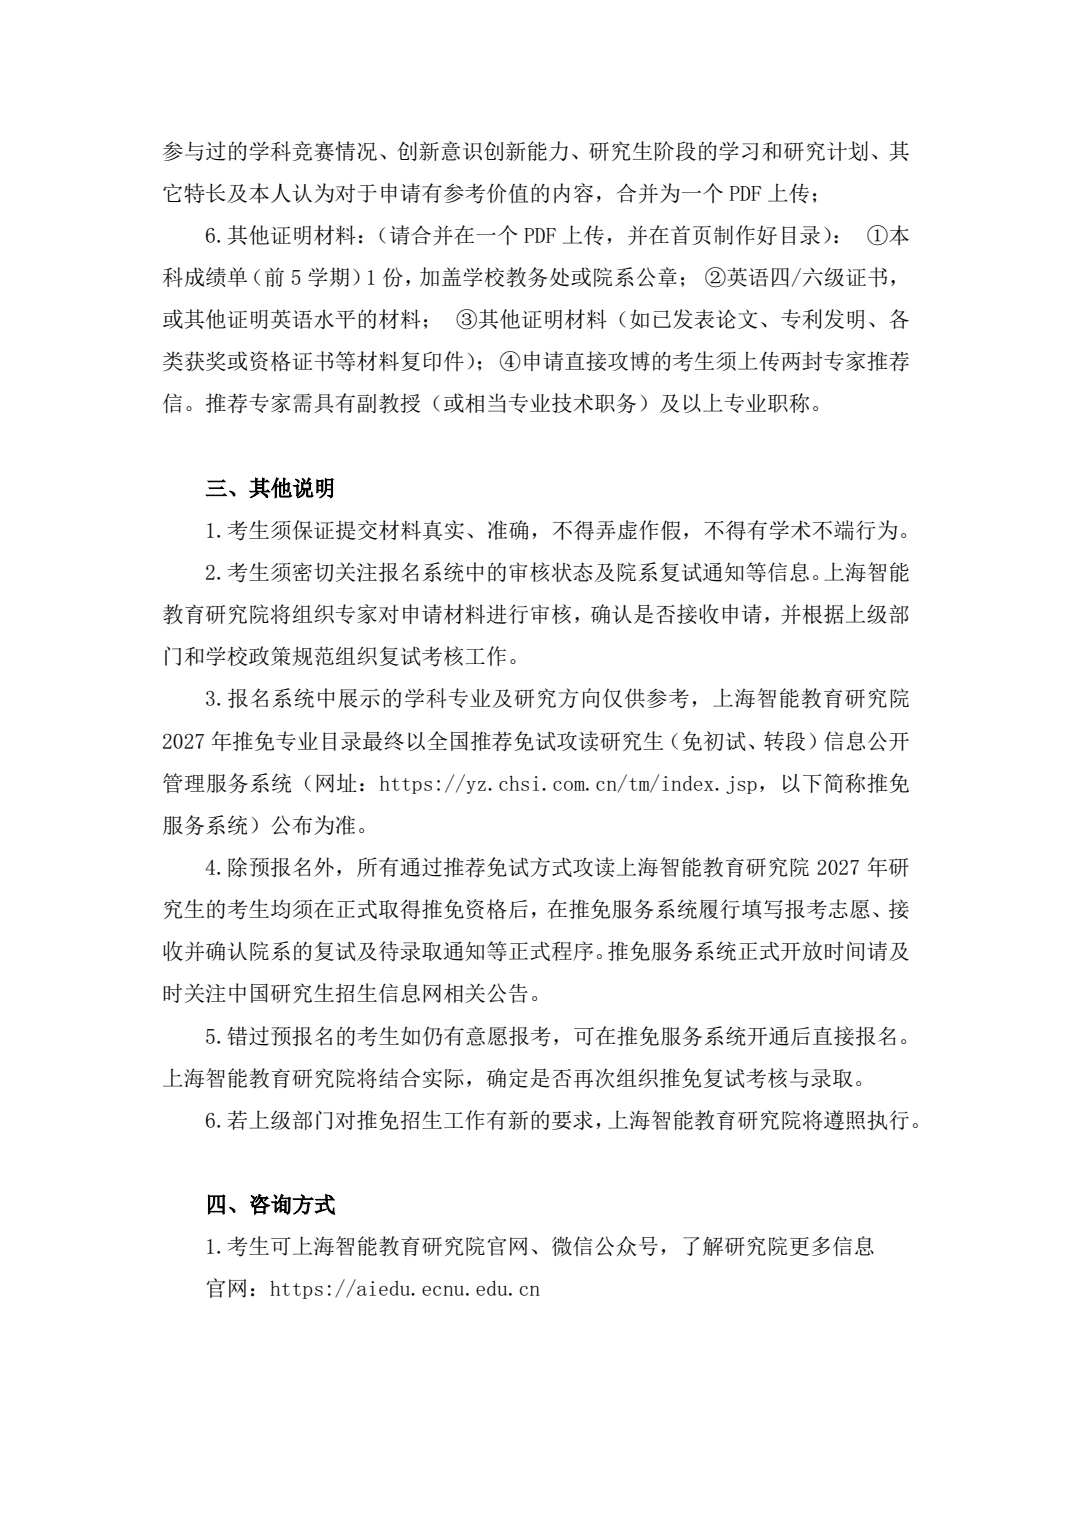 参与过的学科竞赛情况、创新意识创新能力、研究生阶段的学习和研究计划、其
它特长及本人认为对于申请有参考价值的内容，合并为一个 PDF 上传；
6.其他证明材料：（请合并在一个 PDF 上传，并在首页制作好目录）： ①本
科成绩单（前 5 学期）1 份，加盖学校教务处或院系公章； ②英语四/六级证书，
或其他证明英语水平的材料； ③其他证明材料（如已发表论文、专利发明、各
类获奖或资格证书等材料复印件）；④申请直接攻博的考生须上传两封专家推荐
信。推荐专家需具有副教授（或相当专业技术职务）及以上专业职称。
三、其他说明
1.考生须保证提交材料真实、准确，不得弄虚作假，不得有学术不端行为。
2.考生须密切关注报名系统中的审核状态及院系复试通知等信息。上海智能
教育研究院将组织专家对申请材料进行审核，确认是否接收申请，并根据上级部
门和学校政策规范组织复试考核工作。
3.报名系统中展示的学科专业及研究方向仅供参考，上海智能教育研究院
2027 年推免专业目录最终以全国推荐免试攻读研究生（免初试、转段）信息公开
管理服务系统（网址：https://yz.chsi.com.cn/tm/index.jsp，以下简称推免
服务系统）公布为准。
4.除预报名外，所有通过推荐免试方式攻读上海智能教育研究院 2027 年研
究生的考生均须在正式取得推免资格后，在推免服务系统履行填写报考志愿、接
收并确认院系的复试及待录取通知等正式程序。推免服务系统正式开放时间请及
时关注中国研究生招生信息网相关公告。
5.错过预报名的考生如仍有意愿报考，可在推免服务系统开通后直接报名。
上海智能教育研究院将结合实际，确定是否再次组织推免复试考核与录取。
6.若上级部门对推免招生工作有新的要求，上海智能教育研究院将遵照执行。
四、咨询方式
1.考生可上海智能教育研究院官网、微信公众号，了解研究院更多信息
官网：https://aiedu.ecnu.edu.cn